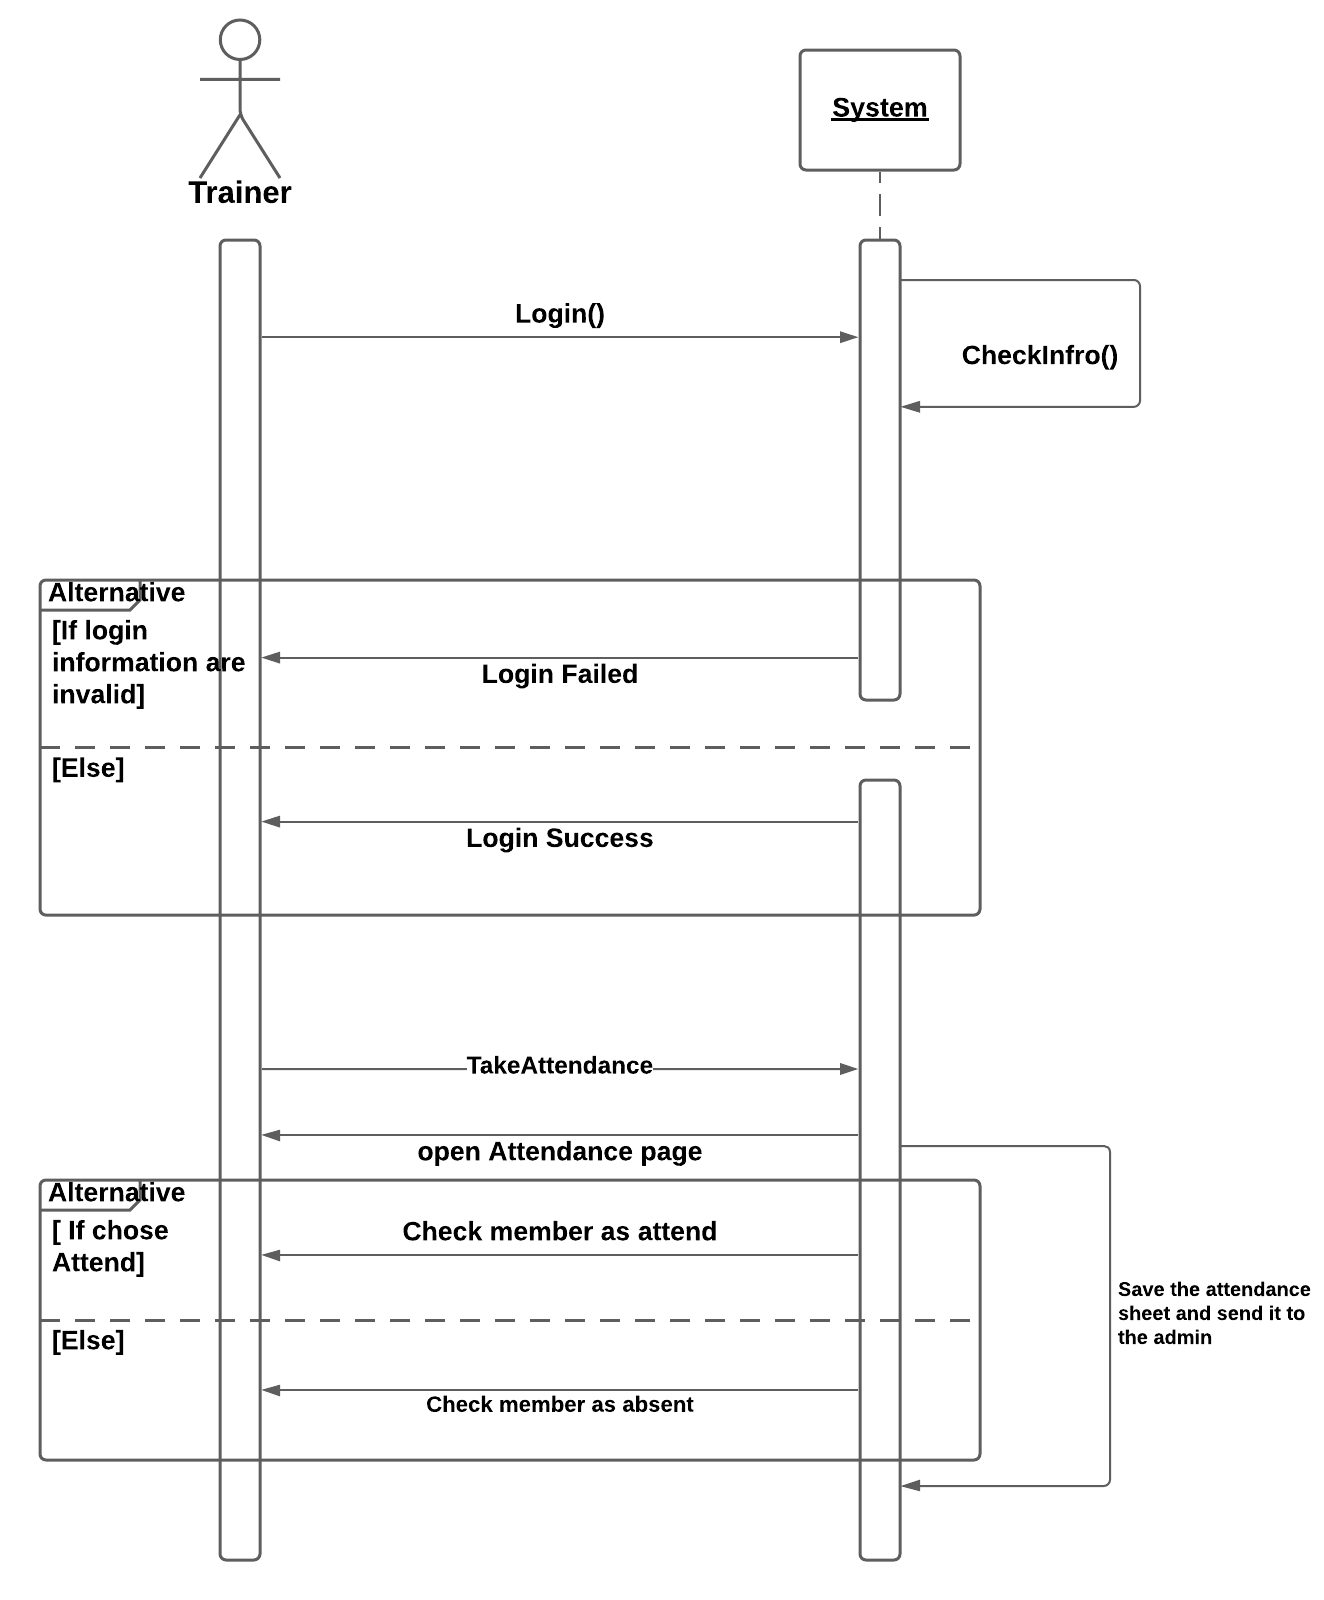 Trainer
System
Login()
CheckInfro()
Alternative
[If login
information are
invalid]
Login Failed
[Else]
Login Success
TakeAttendance
open Attendance page
Alternative
[ If chose
Attend]
Check member as attend
Save the attendance
sheet and send it to
the admin
[Else]
Check member as absent